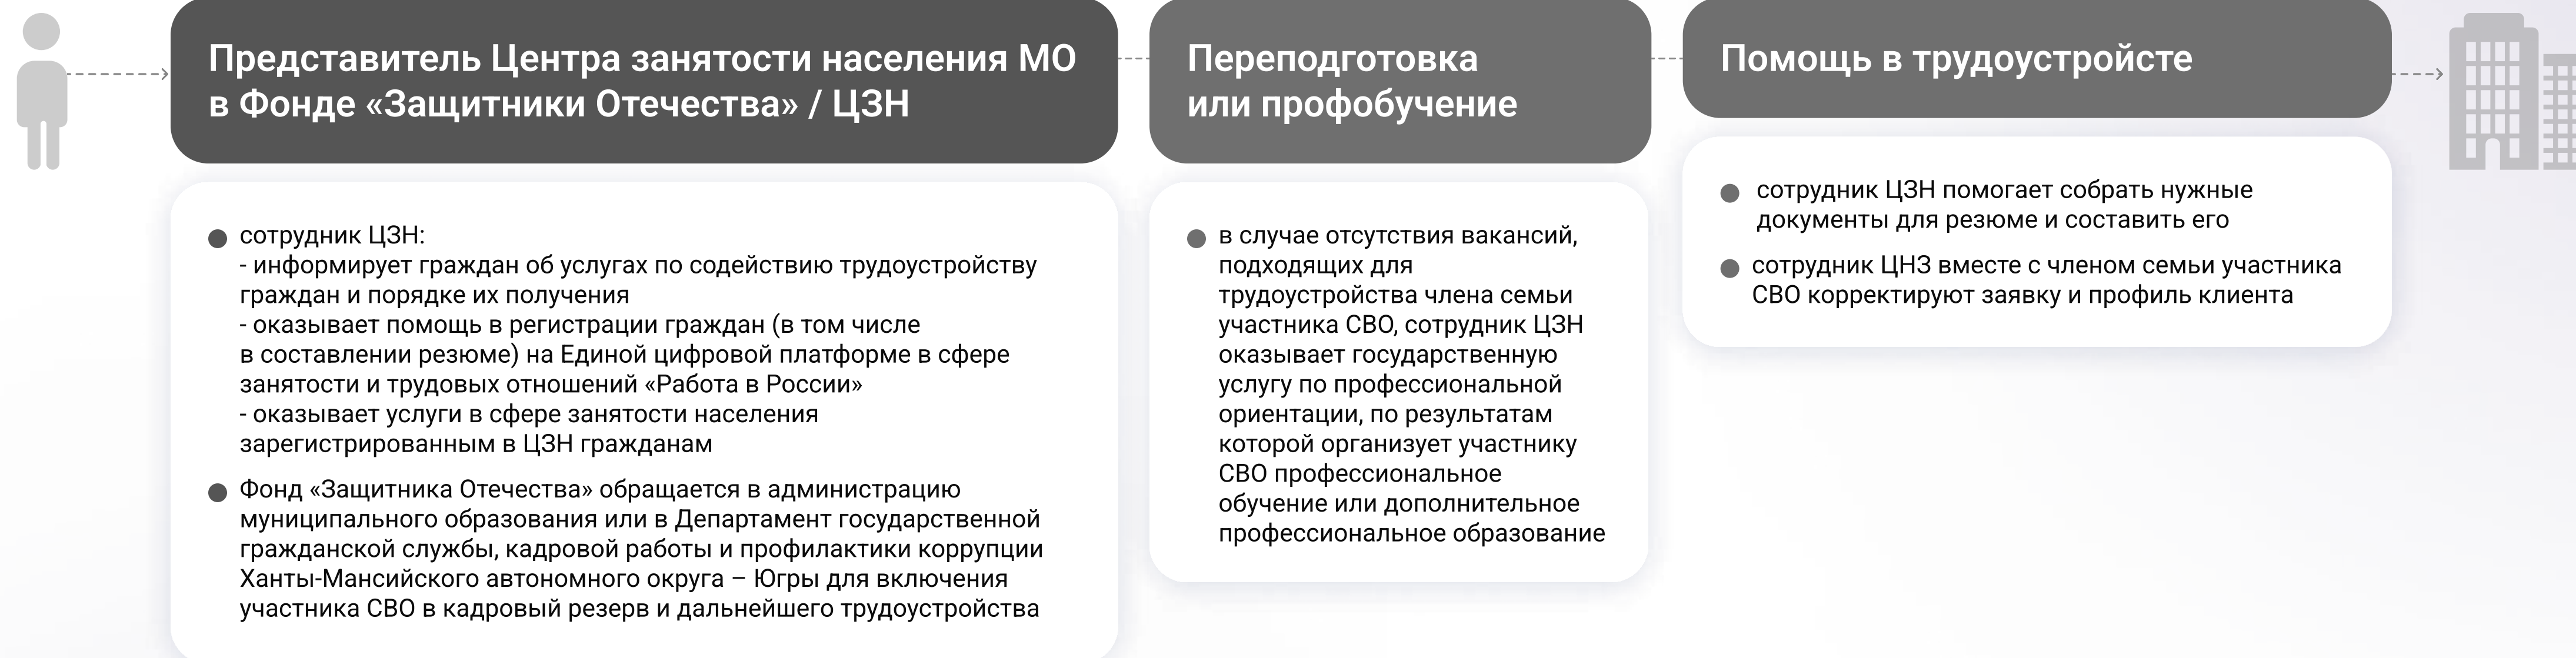 Представитель Центра занятости населения МО
в Фонде «Защитники Отечества» / ЦЗН
сотрудник ЦЗН:
- информирует граждан об услугах по содействию трудоустройству
граждан и порядке их получения
- оказывает помощь в регистрации граждан (в том числе
в составлении резюме) на Единой цифровой платформе в сфере
занятости и трудовых отношений «Работа в России»
- оказывает услуги в сфере занятости населения
зарегистрированным в ЦЗН гражданам
Фонд «Защитника Отечества» обращается в администрацию
муниципального образования или в Департамент государственной
гражданской службы, кадровой работы и профилактики коррупции
Ханты-Мансийского автономного округа – Югры для включения
участника СВО в кадровый резерв и дальнейшего трудоустройства
Переподготовка
или профобучение
в случае отсутствия вакансий,
подходящих для
трудоустройства члена семьи
участника СВО, сотрудник ЦЗН
оказывает государственную
услугу по профессиональной
ориентации, по результатам
которой организует участнику
СВО профессиональное
обучение или дополнительное
профессиональное образование
Помощь в трудоустройсте
сотрудник ЦЗН помогает собрать нужные
документы для резюме и составить его
сотрудник ЦНЗ вместе с членом семьи участника
СВО корректируют заявку и профиль клиента